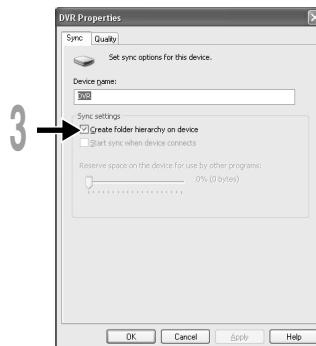 DVR Properties
Sync Quality
Set sync options for this device.
Device name:
DVR
Sync settings
3
Create folder hierarchy on device
Start sync when device connects
Reserve space on the device for use by other programs:
0% (0 bytes)
OK Cancel Apply Help